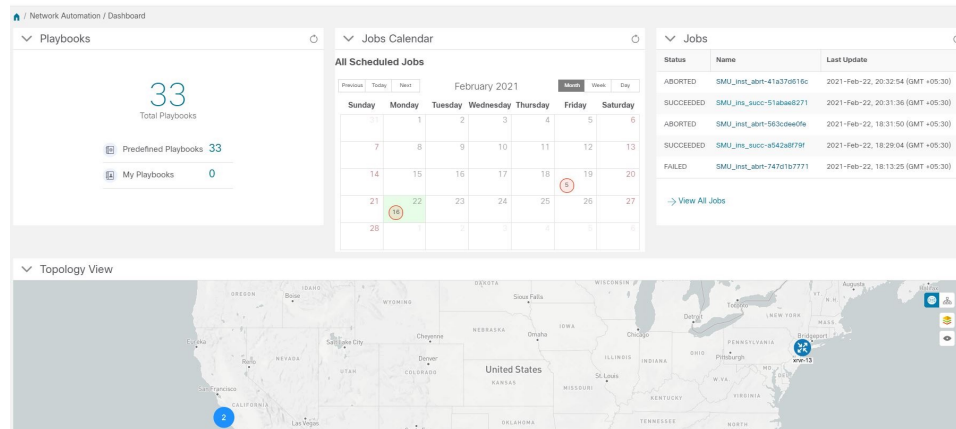 / Network Automation / Dashboard
Playbooks
33
Total Playbooks
Predefined Playbooks 33
My Playbooks 0
Jobs Calendar
All Scheduled Jobs
Previous Today Next
February 2021
Month Week Day
Sunday Monday Tuesday Wednesday Thursday Friday Saturday
31 1 2 3 4 5 6
7 8 9 10 11 12 13
14 15 16 17 18 19 20
5
21 22 23 24 25 26 27
16
28 1 2 3 4 5 6
Jobs
Status Name Last Update
ABORTED SMU_inst_abrt-41a37d616c 2021-Feb-22, 20:32:54 (GMT +05:30)
SUCCEEDED SMU_ins_succ-51abae8271 2021-Feb-22, 20:31:36 (GMT +05:30)
ABORTED SMU_inst_abrt-563cdee0fe 2021-Feb-22, 18:31:50 (GMT +05:30)
SUCCEEDED SMU_ins_succ-a542a8f79f 2021-Feb-22, 18:29:04 (GMT +05:30)
FAILED SMU_inst_abrt-747d1b7771 2021-Feb-22, 18:13:25 (GMT +05:30)
View All Jobs
Topology View
DAKOTA
WISCONSIN
Augusta
Halifax
OREGON
Boise
IDAHO
WYOMING
Sioux Falls
Toronto
VT.
N.H.
Detroit
NEW YORK
MASS
Eureka
Salt Lake City
Cheyenne
NEBRASKA
Omaha
IOWA
Chicago
PENNSYLVANIA
Bridgeport
Reno
NEVADA
UTAH
Denver
COLORADO
United States
KANSAS
ILLINOIS
INDIANA
OHIO
Pittsburgh
xrvr-13
MD.
DEL.
San Francisco
St. Louis
MISSOURI
W.VA.
KENTUCKY
VIRGINIA
CALIFORNIA
2
Las Vegas
OKLAHOMA
TENNESSEE
NORTH